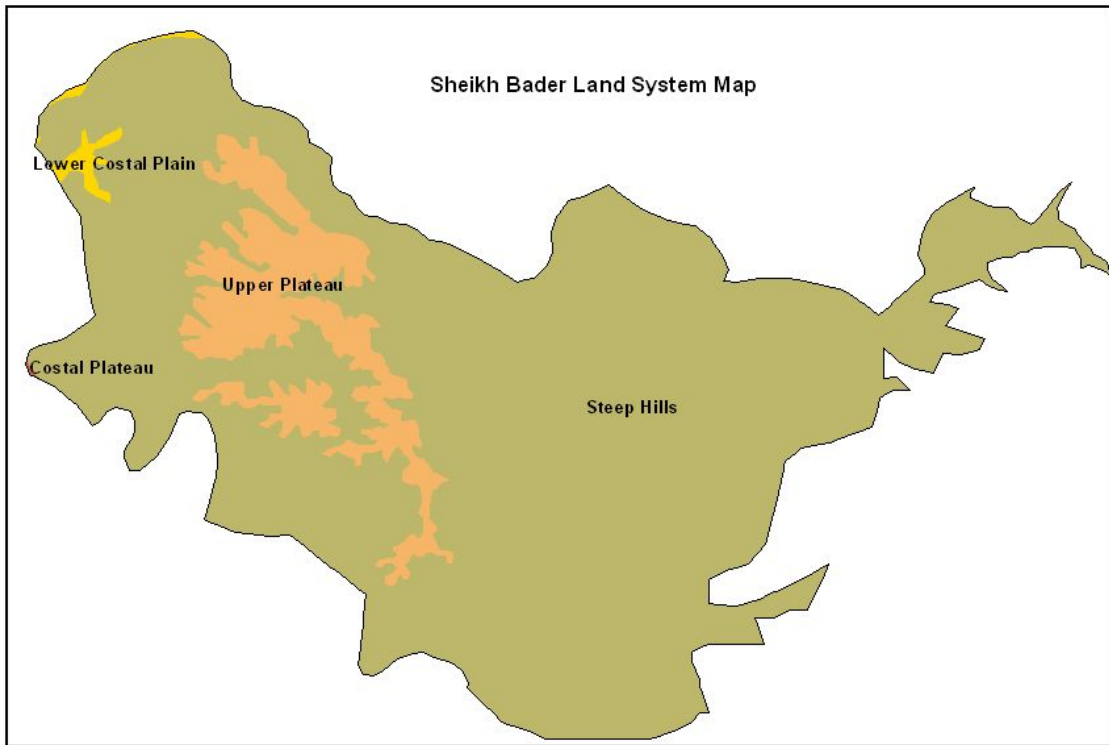 Sheikh Bader Land System Map
Lower Costal Plain
Upper Plateau
Costal Plateau
Steep Hills